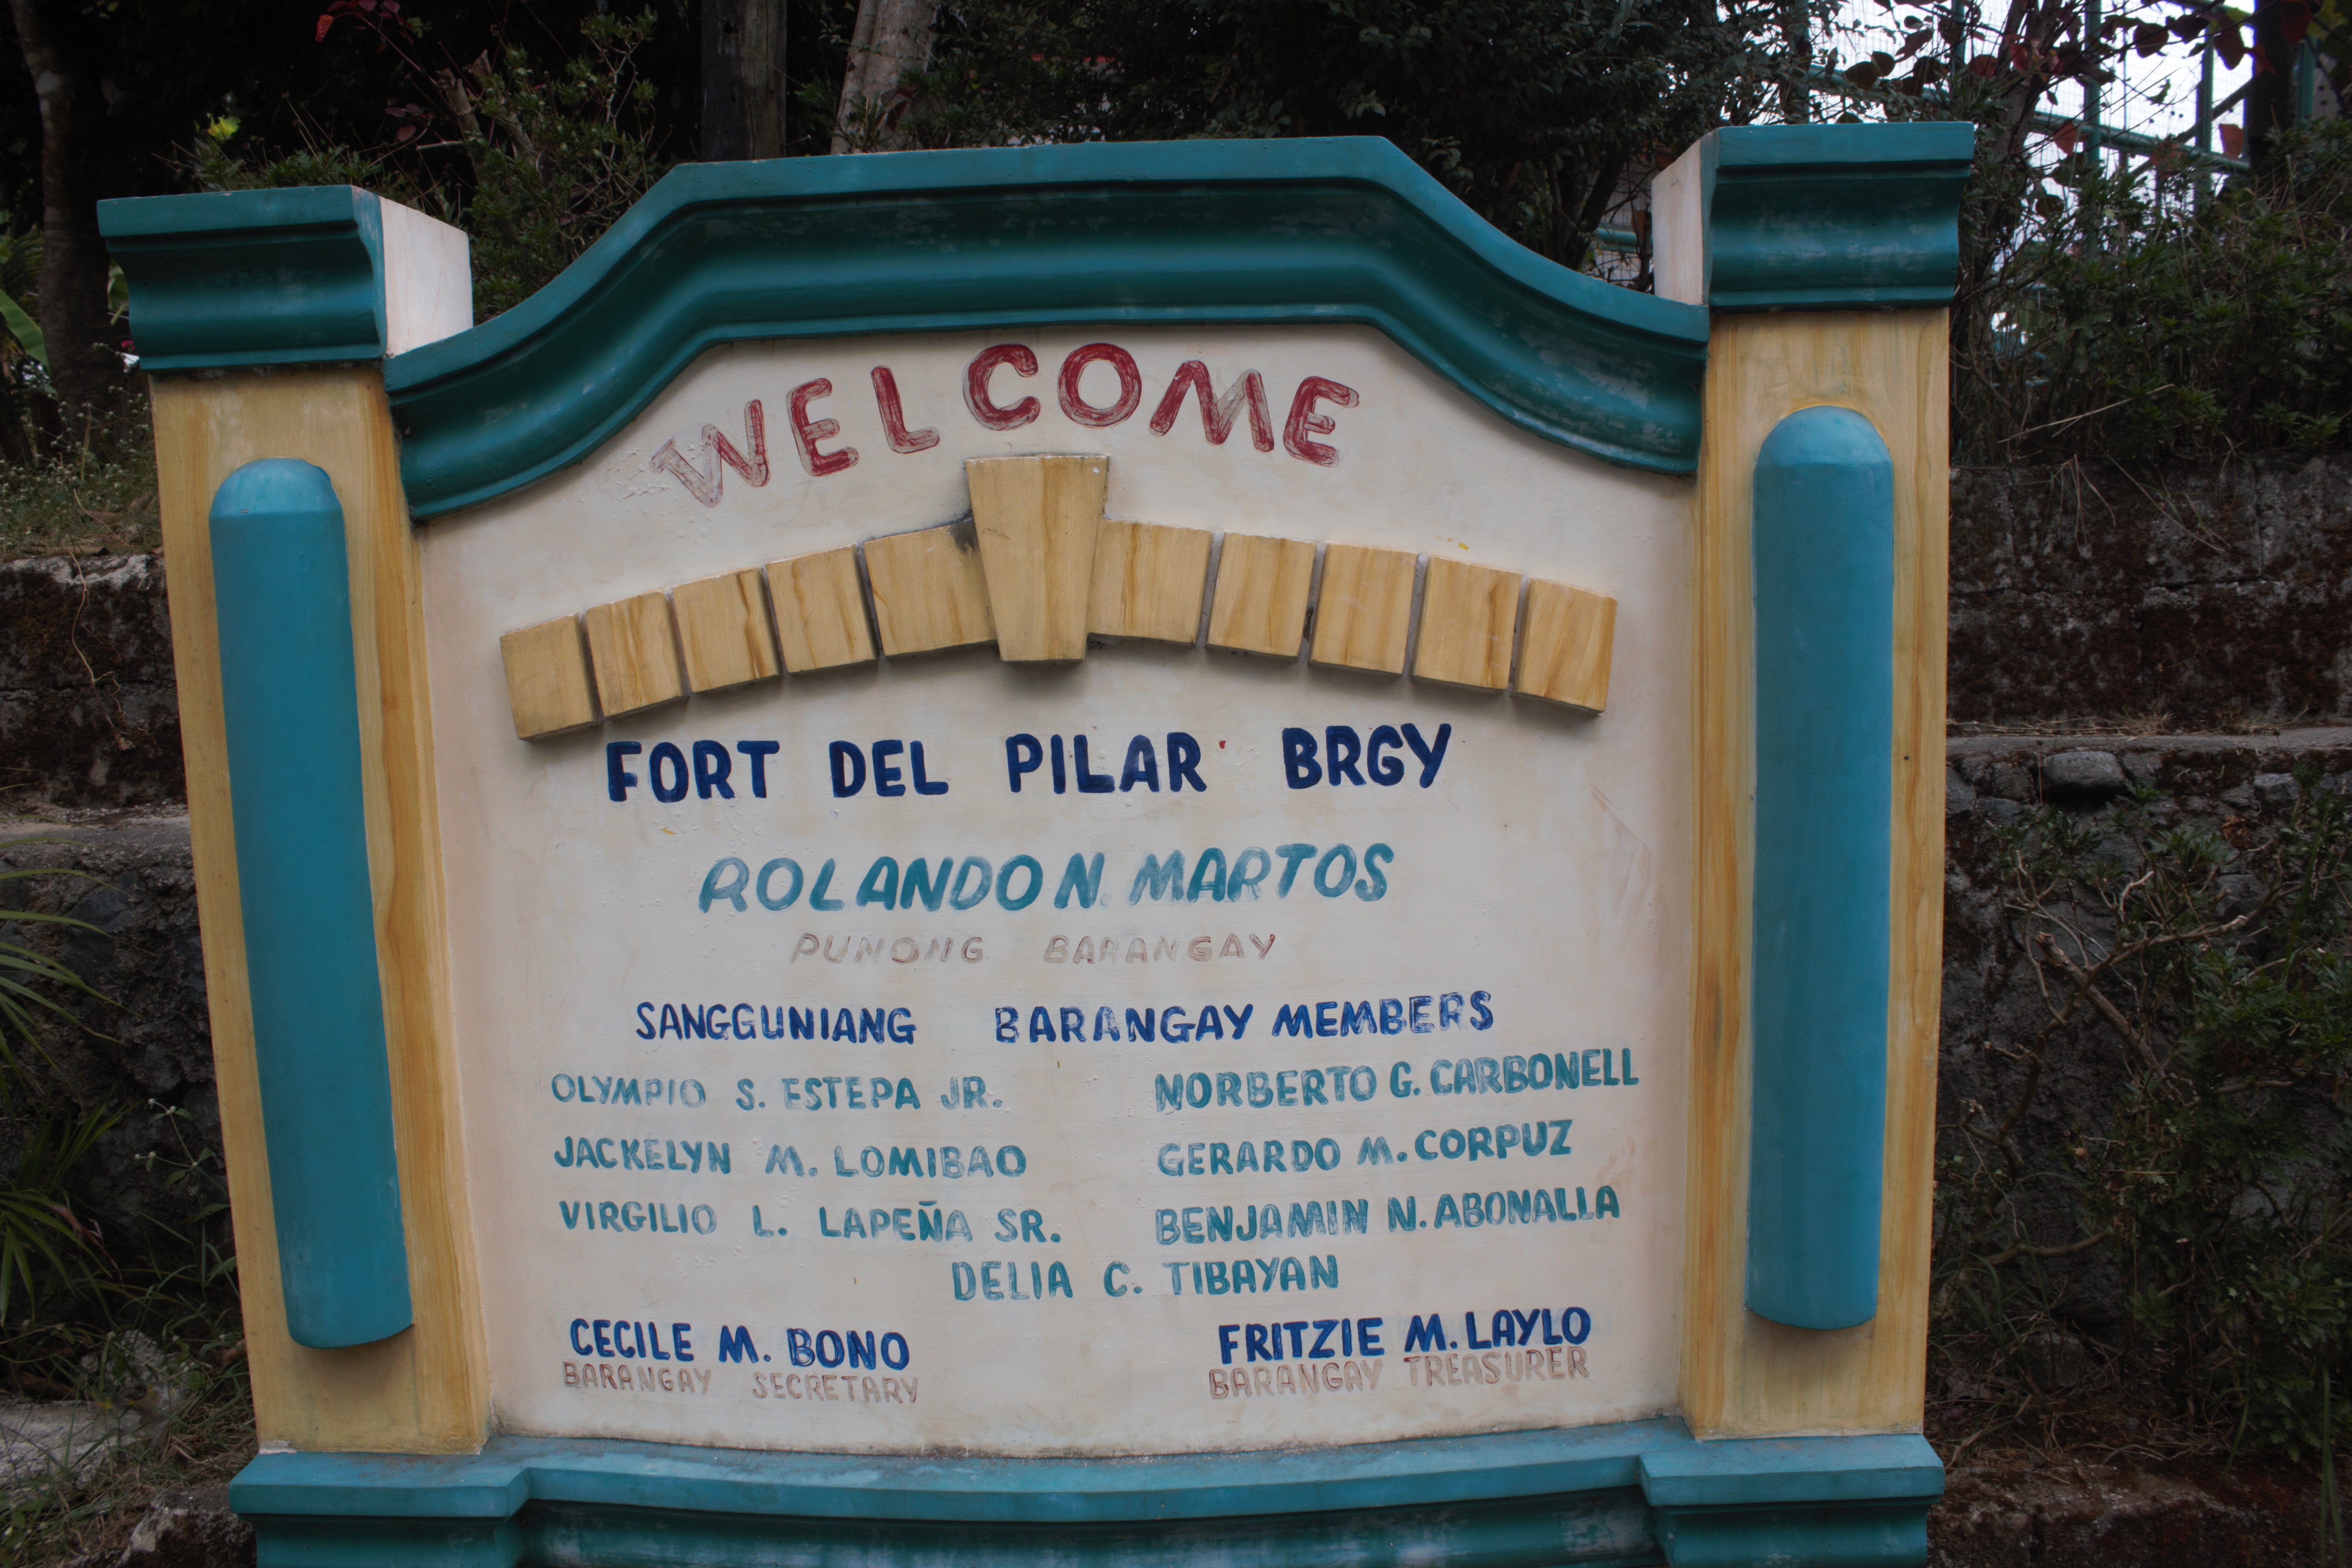 WELCOME
FORT DEL PILAR BRGY
ROLANDO N. MARTOS
PUNONG BARANGAY
SANGGUNIANG BARANGAY MEMBERS
OLYMPIO S. ESTEPA JR. NORBERTO G. CARBONELL
JACKELYN M. LOMIBAO GERARDO M. CORPUZ
VIRGILIO L. LAPEÑA SR. BENJAMIN N. ABONALLA
DELIA C. TIBAYAN
CECILE M. BONO FRITZIE M. LAYLO
BARANGAY SECRETARY BARANGAY TREASURER